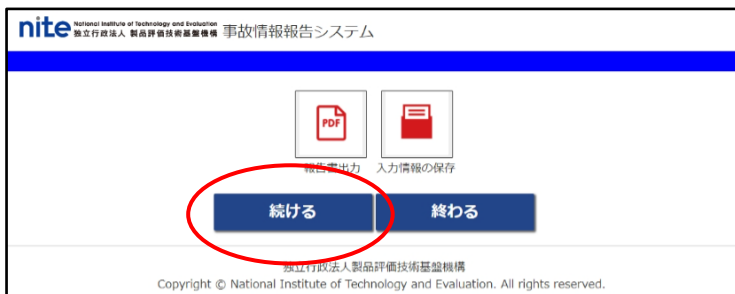 nite National Institute of Technology and Evaluation
独立行政法人 製品評価技術基盤機構 事故情報報告システム
PDF
報告書出力 入力情報の保存
続ける 終わる
独立行政法人製品評価技術基盤機構
Copyright © National Institute of Technology and Evaluation. All rights reserved.